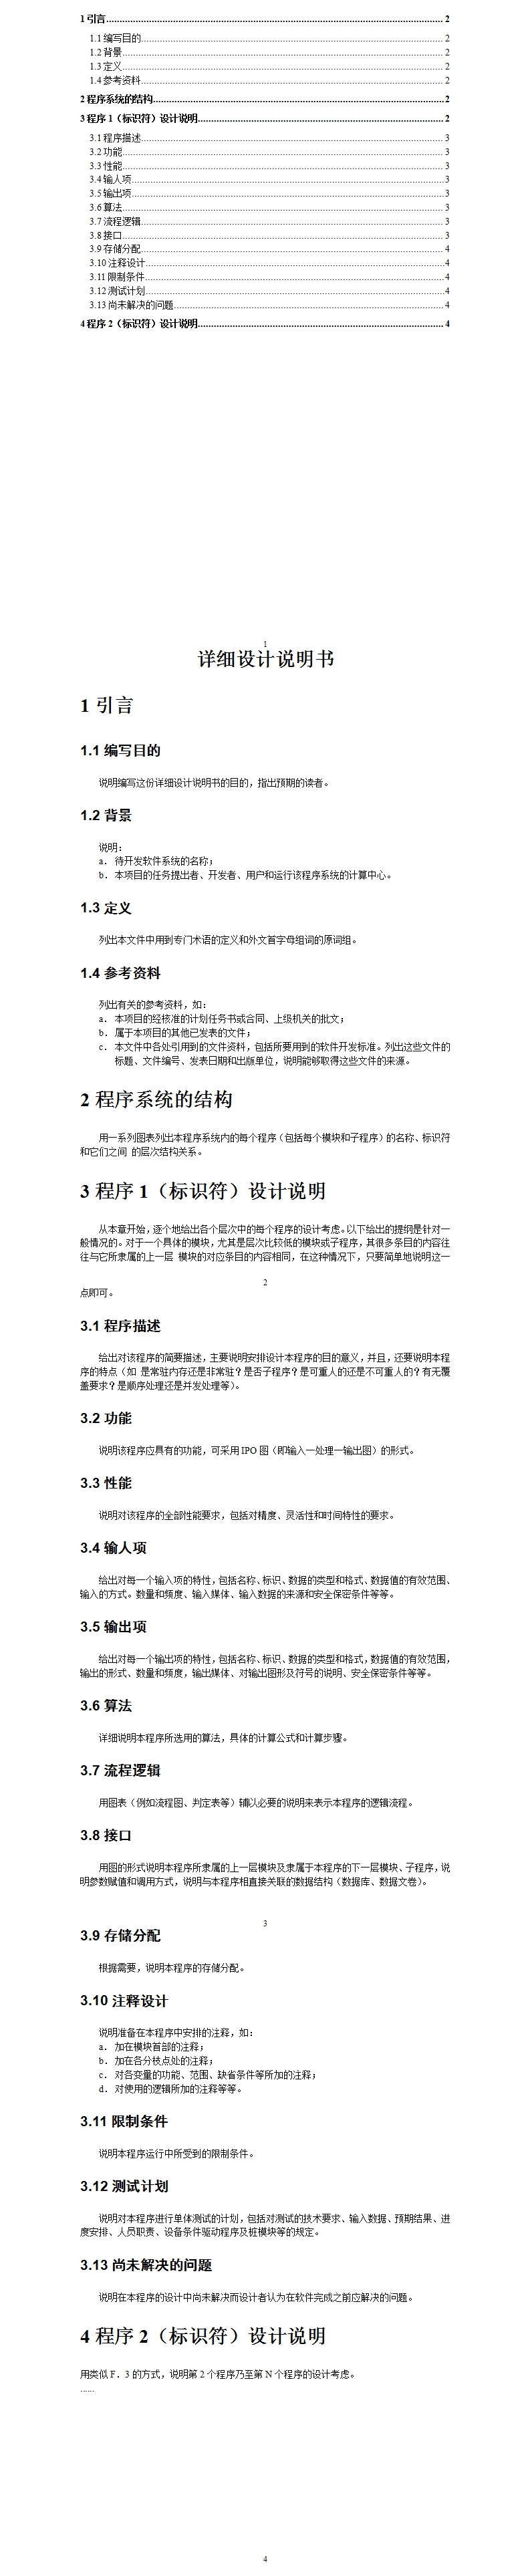 1 引言 2
1.1 编写目的 2
1.2 背景 2
1.3 定义 2
1.4 参考资料 2
2 程序系统的结构 2
3 程序 1（标识符）设计说明 2
3.1 程序描述 3
3.2 功能 3
3.3 性能 3
3.4 输人项 3
3.5 输出项 3
3.6 算法 3
3.7 流程逻辑 3
3.8 接口 3
3.9 存储分配 4
3.10 注释设计 4
3.11 限制条件 4
3.12 测试计划 4
3.13 尚未解决的问题 4
4 程序 2（标识符）设计说明 4
1
详细设计说明书
1 引言
1.1 编写目的
说明编写这份详细设计说明书的目的，指出预期的读者。
1.2 背景
说明：
a. 待开发软件系统的名称；
b. 本项目的任务提出者、开发者、用户和运行该程序系统的计算中心。
1.3 定义
列出本文件中用到专门术语的定义和外文首字母组词的原词组。
1.4 参考资料
列出有关的参考资料，如：
a. 本项目的经核准的计划任务书或合同、上级机关的批文；
b. 属于本项目的其他已发表的文件；
c. 本文件中各处引用到的文件资料，包括所要用到的软件开发标准。列出这些文件的
标题、文件编号、发表日期和出版单位，说明能够取得这些文件的来源。
2 程序系统的结构
用一系列图表列出本程序系统内的每个程序（包括每个模块和子程序）的名称、标识符
和它们之间 的层次结构关系。
3 程序 1（标识符）设计说明
从本章开始，逐个地给出各个层次中的每个程序的设计考虑。以下给出的提纲是针对一
般情况的。对于一个具体的模块，尤其是层次比较低的模块或子程序，其很多条目的内容往
往与它所隶属的上一层 模块的对应条目的内容相同，在这种情况下，只要简单地说明这一
2
点即可。
3.1 程序描述
给出对该程序的简要描述，主要说明安排设计本程序的目的意义，并且，还要说明本程
序的特点（如 是常驻内存还是非常驻？是否子程序？是可重人的还是不可重人的？有无覆
盖要求？是顺序处理还是并发处理等）。
3.2 功能
说明该程序应具有的功能，可采用 IPO 图（即输入一处理一输出图）的形式。
3.3 性能
说明对该程序的全部性能要求，包括对精度、灵活性和时间特性的要求。
3.4 输人项
给出对每一个输入项的特性，包括名称、标识、数据的类型和格式、数据值的有效范围、
输入的方式。数量和频度、输入媒体、输入数据的来源和安全保密条件等等。
3.5 输出项
给出对每一个输出项的特性，包括名称、标识、数据的类型和格式，数据值的有效范围，
输出的形式、数量和频度，输出媒体、对输出图形及符号的说明、安全保密条件等等。
3.6 算法
详细说明本程序所选用的算法，具体的计算公式和计算步骤。
3.7 流程逻辑
用图表（例如流程图、判定表等）辅以必要的说明来表示本程序的逻辑流程。
3.8 接口
用图的形式说明本程序所隶属的上一层模块及隶属于本程序的下一层模块、子程序，说
明参数赋值和调用方式，说明与本程序相直接关联的数据结构（数据库、数据文卷）。
3
3.9 存储分配
根据需要，说明本程序的存储分配。
3.10 注释设计
说明准备在本程序中安排的注释，如：
a. 加在模块首部的注释；
b. 加在各分枝点处的注释；
c. 对各变量的功能、范围、缺省条件等所加的注释；
d. 对使用的逻辑所加的注释等等。
3.11 限制条件
说明本程序运行中所受到的限制条件。
3.12 测试计划
说明对本程序进行单体测试的计划，包括对测试的技术要求、输入数据、预期结果、进
度安排、人员职责、设备条件驱动程序及桩模块等的规定。
3.13 尚未解决的问题
说明在本程序的设计中尚未解决而设计者认为在软件完成之前应解决的问题。
4 程序 2（标识符）设计说明
用类似 F．3 的方式，说明第 2 个程序乃至第 N 个程序的设计考虑。
......
4